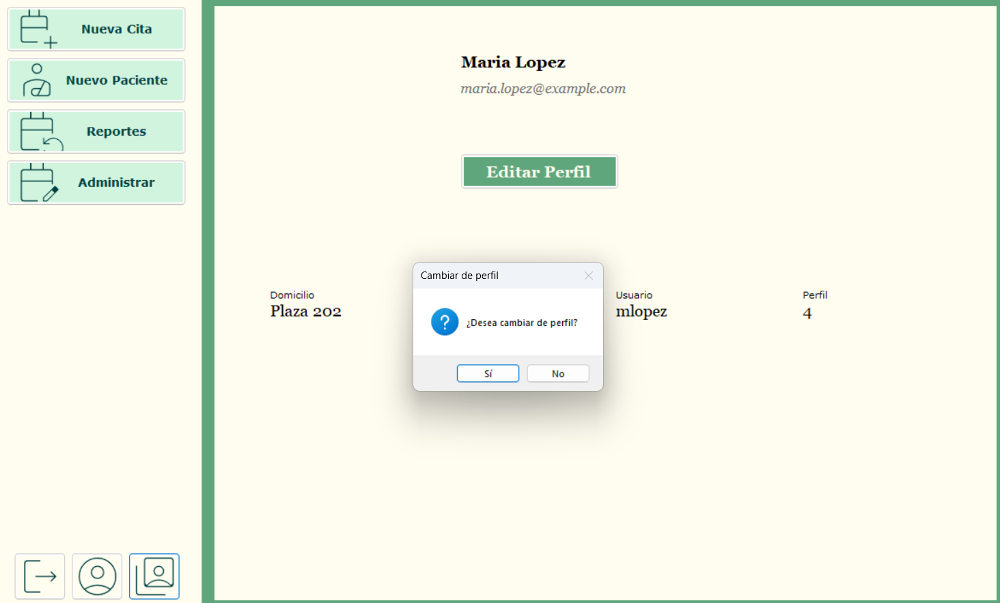 Nueva Cita
Nuevo Paciente
Reportes
Administrar
Maria Lopez
maria.lopez@example.com
Editar Perfil
Domicilio
Plaza 202
Usuario
mlopez
Perfil
4
Cambiar de perfil
¿Desea cambiar de perfil?
Sí
No